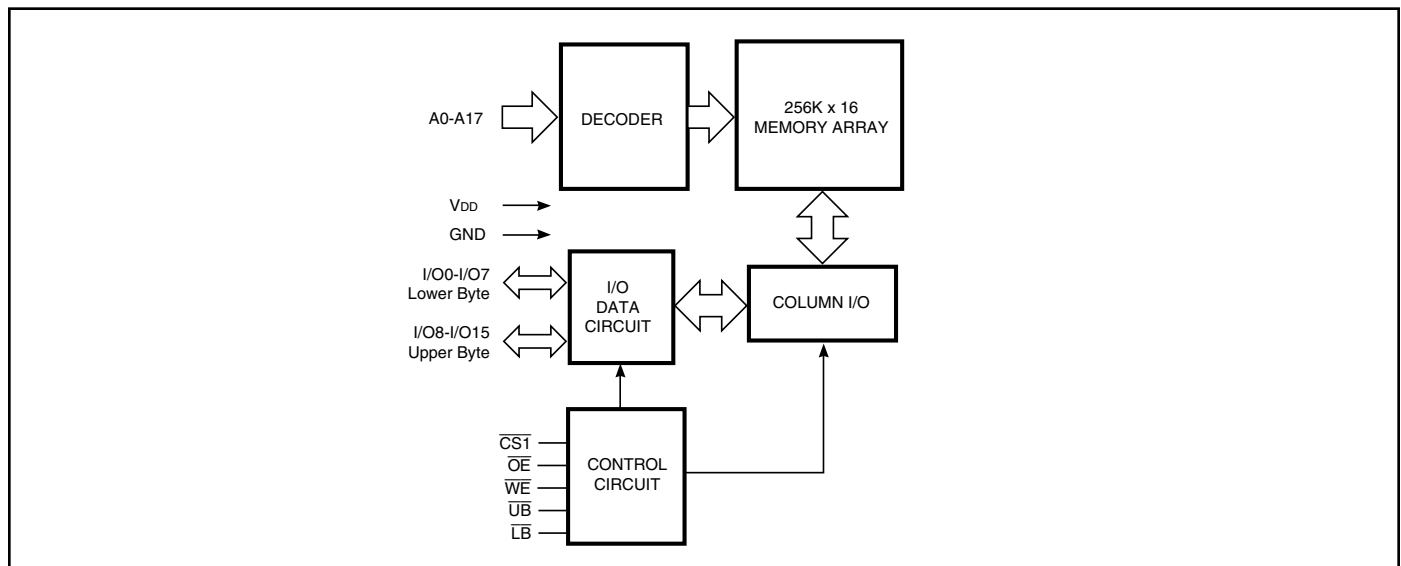 A0-A17
DECODER
256K x 16
MEMORY ARRAY
VDD
GND
I/O0-I/O7
Lower Byte
I/O8-I/O15
Upper Byte
I/O
DATA
CIRCUIT
COLUMN I/O
CS1
OE
WE
UB
LB
CONTROL
CIRCUIT